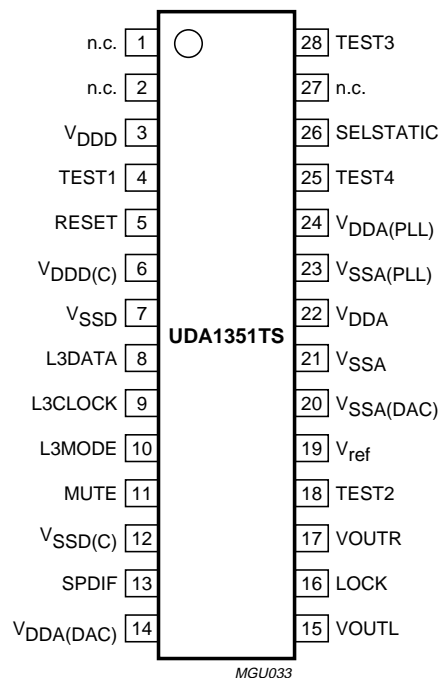 n.c. 1 28 TEST3
n.c. 2 27 n.c.
VDDD 3 26 SELSTATIC
TEST1 4 25 TEST4
RESET 5 24 VDDA(PLL)
VDDD(C) 6 23 VSSA(PLL)
VSSD 7 22 VDDA
UDA1351TS
L3DATA 8 21 VSSA
L3CLOCK 9 20 VSSA(DAC)
L3MODE 10 19 Vref
MUTE 11 18 TEST2
VSSD(C) 12 17 VOUTR
SPDIF 13 16 LOCK
VDDA(DAC) 14 15 VOUTL
MGU033